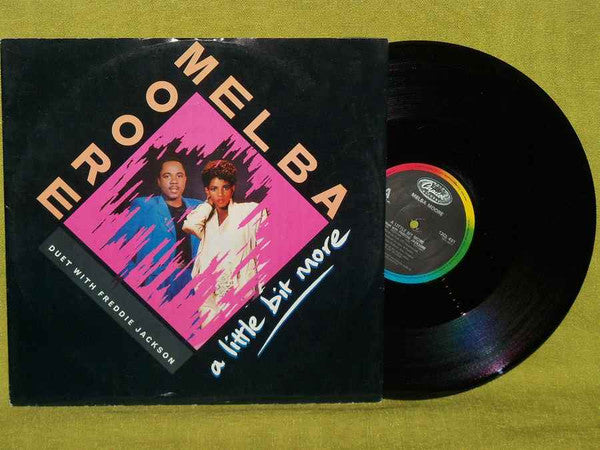 MELBA
MOORE
DUET WITH FREDDIE JACKSON
a little bit more
Capitol
MELBA MOORE
A LITTLE BIT MORE